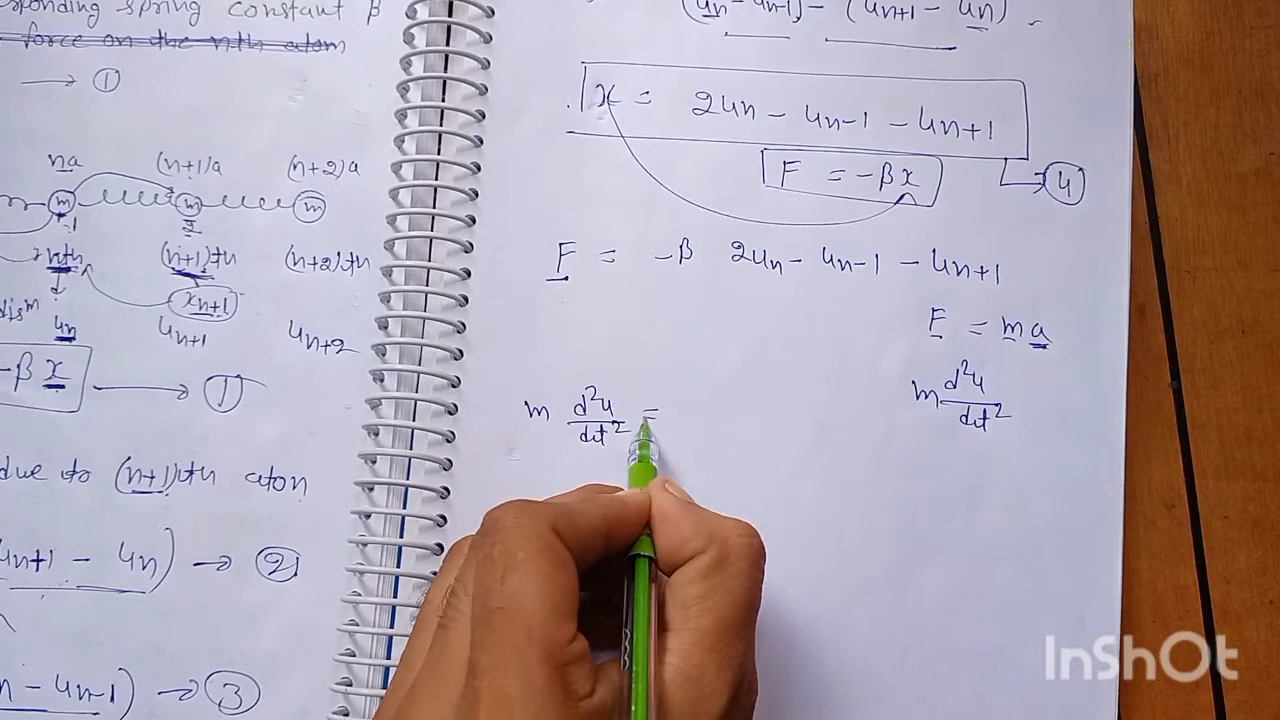 spring constant β
force on the nth atom
→ ①
na (n+1)a (n+2)a
m m m
nth (n+1)th (n+2)th
xn+1
un un+1 un+2
-β x → ①
due to (n+1)th atom
un+1 - un) → ②
- un-1) → ③
(un - un-1) - (un+1 - un)
x = 2un - un-1 - un+1
F = -βx → ④
F = -β 2un - un-1 - un+1
F = ma
m d²u/dt²
m d²u/dt² =
InShOt